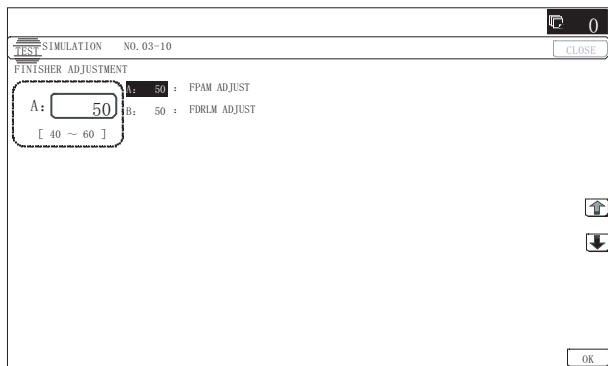 0
TEST SIMULATION NO. 03-10 CLOSE
FINISHER ADJUSTMENT
A: 50 : FPAM ADJUST
B: 50 : FDRLM ADJUST
A: 50
[ 40 ～ 60 ]
OK